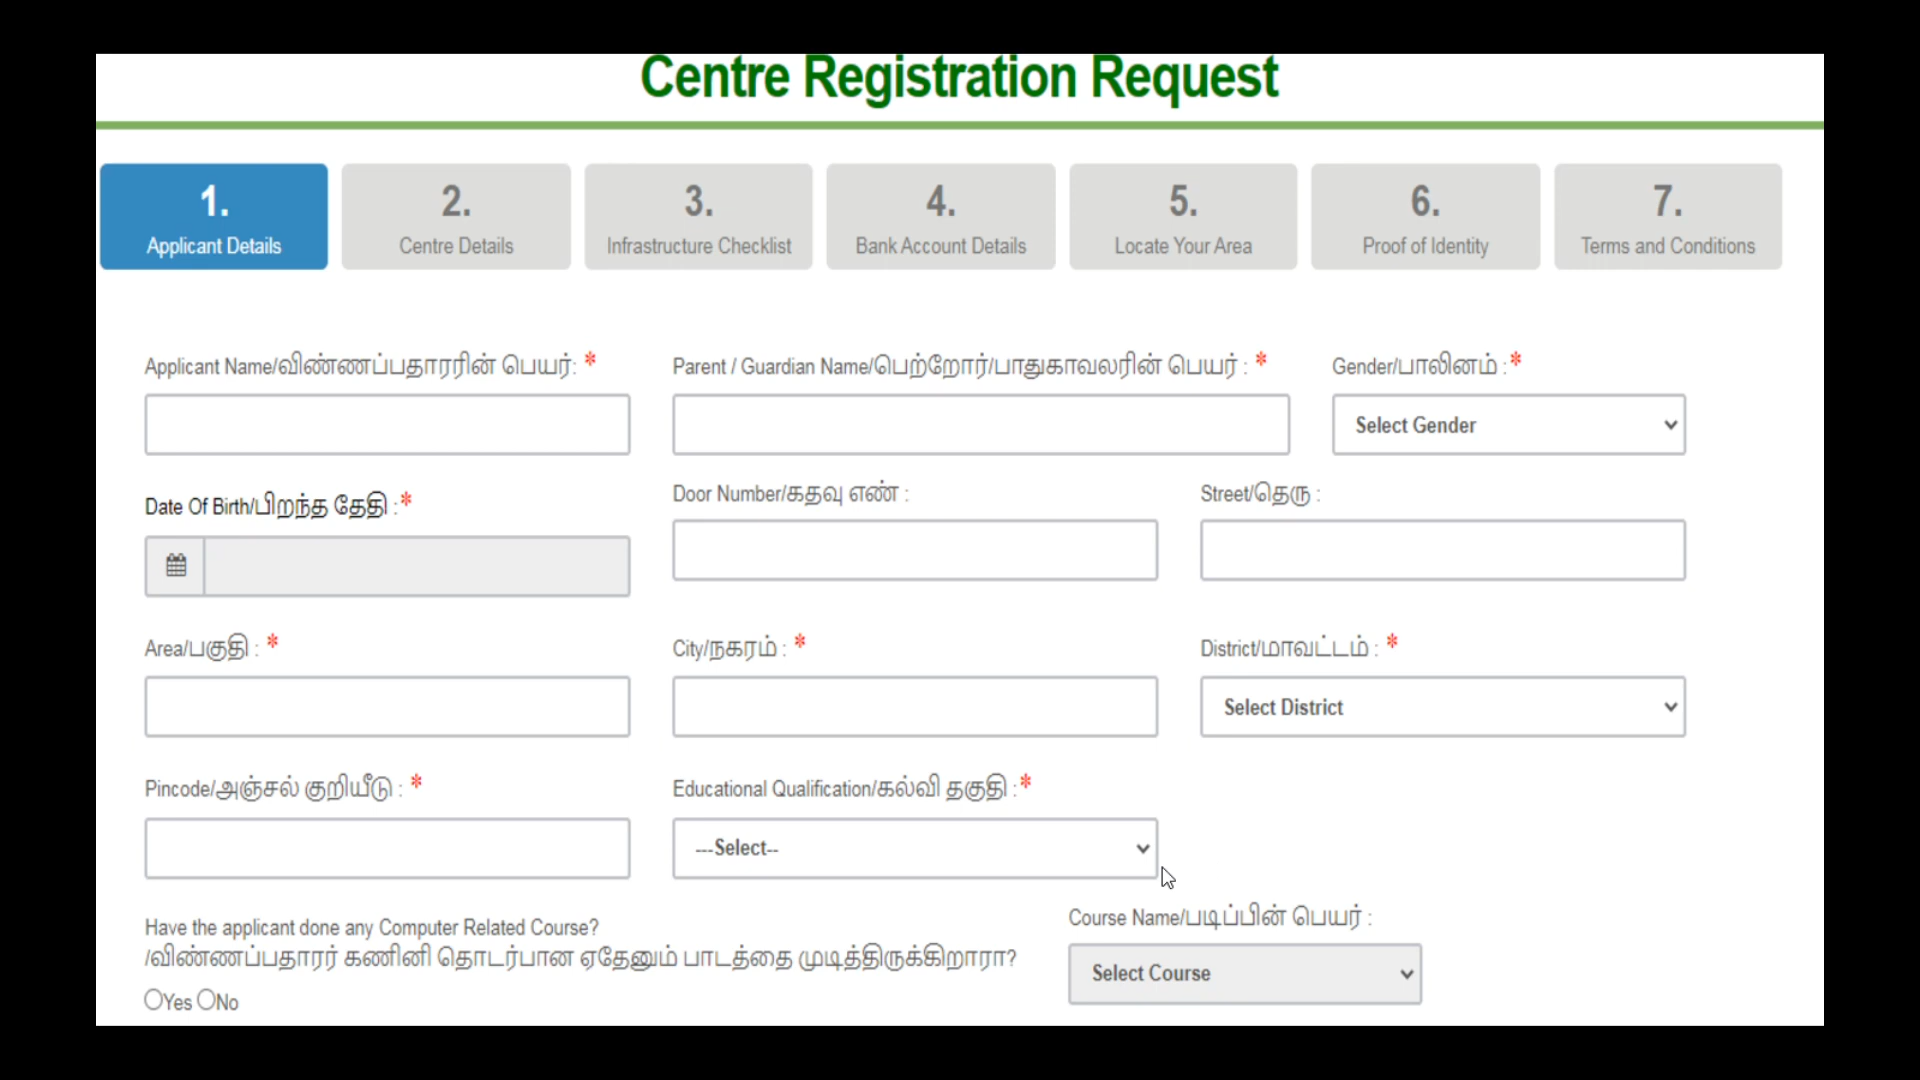 Centre Registration Request
1.
Applicant Details
2.
Centre Details
3.
Infrastructure Checklist
4.
Bank Account Details
5.
Locate Your Area
6.
Proof of Identity
7.
Terms and Conditions
Applicant Name/விண்ணப்பதாரரின் பெயர்: *
Parent / Guardian Name/பெற்றோர்/பாதுகாவலரின் பெயர் : *
Gender/பாலினம் :*
Select Gender
Date Of Birth/பிறந்த தேதி :*
Door Number/கதவு எண் :
Street/தெரு :
Area/பகுதி : *
City/நகரம் : *
District/மாவட்டம் : *
Select District
Pincode/அஞ்சல் குறியீடு : *
Educational Qualification/கல்வி தகுதி :*
---Select--
Have the applicant done any Computer Related Course?
/விண்ணப்பதாரர் கணினி தொடர்பான ஏதேனும் பாடத்தை முடித்திருக்கிறாரா?
Yes No
Course Name/படிப்பின் பெயர் :
Select Course